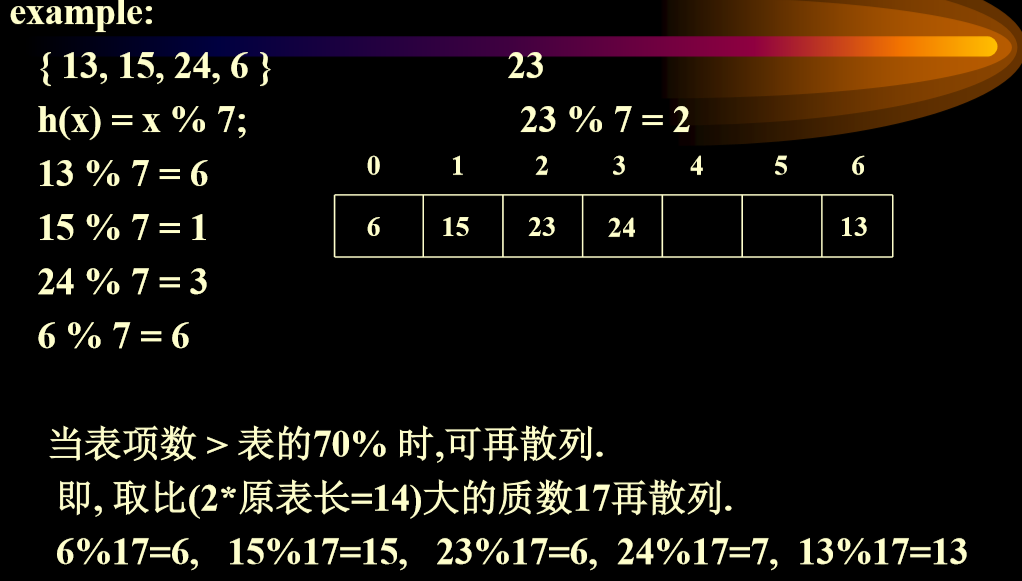 example:
{ 13, 15, 24, 6 } 23
h(x) = x % 7; 23 % 7 = 2
13 % 7 = 6
0 1 2 3 4 5 6
15 % 7 = 1
6 15 23 24 13
24 % 7 = 3
6 % 7 = 6
当表项数 > 表的70% 时,可再散列.
即, 取比(2*原表长=14)大的质数17再散列.
6%17=6, 15%17=15, 23%17=6, 24%17=7, 13%17=13